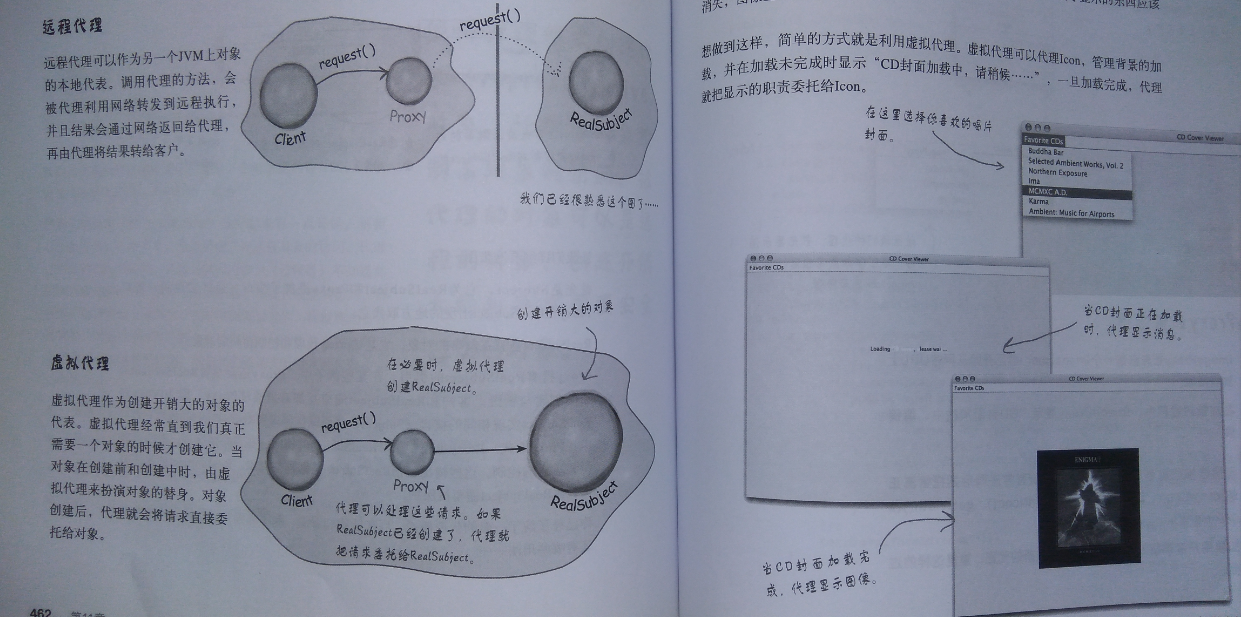 远程代理
远程代理可以作为另一个JVM上对象
的本地代表。调用代理的方法，会
被代理利用网络转发到远程执行，
并且结果会通过网络返回给代理，
再由代理将结果转给客户。
request()
request()
Client
Proxy
RealSubject
我们已经很熟悉这个图了……
虚拟代理
虚拟代理作为创建开销大的对象的
代表。虚拟代理经常直到我们真正
需要一个对象的时候才创建它。当
对象在创建前和创建中时，由虚
拟代理来扮演对象的替身。对象
创建后，代理就会将请求直接委
托给对象。
创建开销大的对象
在必要时，虚拟代理
创建RealSubject。
request()
Client
Proxy
RealSubject
代理可以处理这些请求。如果
RealSubject已经创建了，代理就
把请求委托给RealSubject。
462
想做到这样，简单的方式就是利用虚拟代理。虚拟代理可以代理Icon，管理背景的加
载，并在加载未完成时显示“CD封面加载中，请稍候……”，一旦加载完成，代理
就把显示的职责委托给Icon。
在这里选择你喜欢的唱片
封面。
CD Cover Viewer
Favorite CDs
Buddha Bar
Selected Ambient Works, Vol. 2
Northern Exposure
Ima
MCMXC A.D.
Karma
Ambient: Music for Airports
CD Cover Viewer
Favorite CDs
Loading
当CD封面正在加载
时，代理显示消息。
CD Cover Viewer
Favorite CDs
ENIGMA
当CD封面加载完
成，代理显示图像。